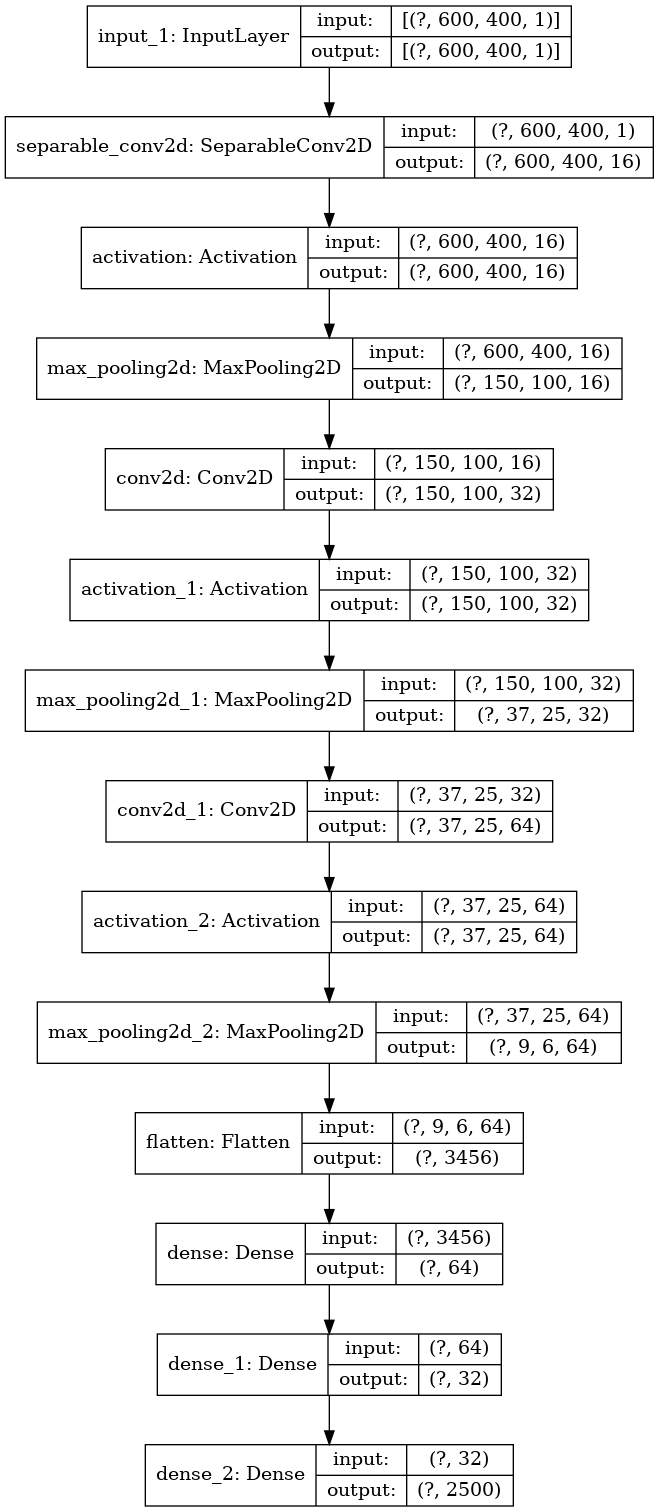 input_1: InputLayer input: [(?, 600, 400, 1)]
output: [(?, 600, 400, 1)]
separable_conv2d: SeparableConv2D input: (?, 600, 400, 1)
output: (?, 600, 400, 16)
activation: Activation input: (?, 600, 400, 16)
output: (?, 600, 400, 16)
max_pooling2d: MaxPooling2D input: (?, 600, 400, 16)
output: (?, 150, 100, 16)
conv2d: Conv2D input: (?, 150, 100, 16)
output: (?, 150, 100, 32)
activation_1: Activation input: (?, 150, 100, 32)
output: (?, 150, 100, 32)
max_pooling2d_1: MaxPooling2D input: (?, 150, 100, 32)
output: (?, 37, 25, 32)
conv2d_1: Conv2D input: (?, 37, 25, 32)
output: (?, 37, 25, 64)
activation_2: Activation input: (?, 37, 25, 64)
output: (?, 37, 25, 64)
max_pooling2d_2: MaxPooling2D input: (?, 37, 25, 64)
output: (?, 9, 6, 64)
flatten: Flatten input: (?, 9, 6, 64)
output: (?, 3456)
dense: Dense input: (?, 3456)
output: (?, 64)
dense_1: Dense input: (?, 64)
output: (?, 32)
dense_2: Dense input: (?, 32)
output: (?, 2500)